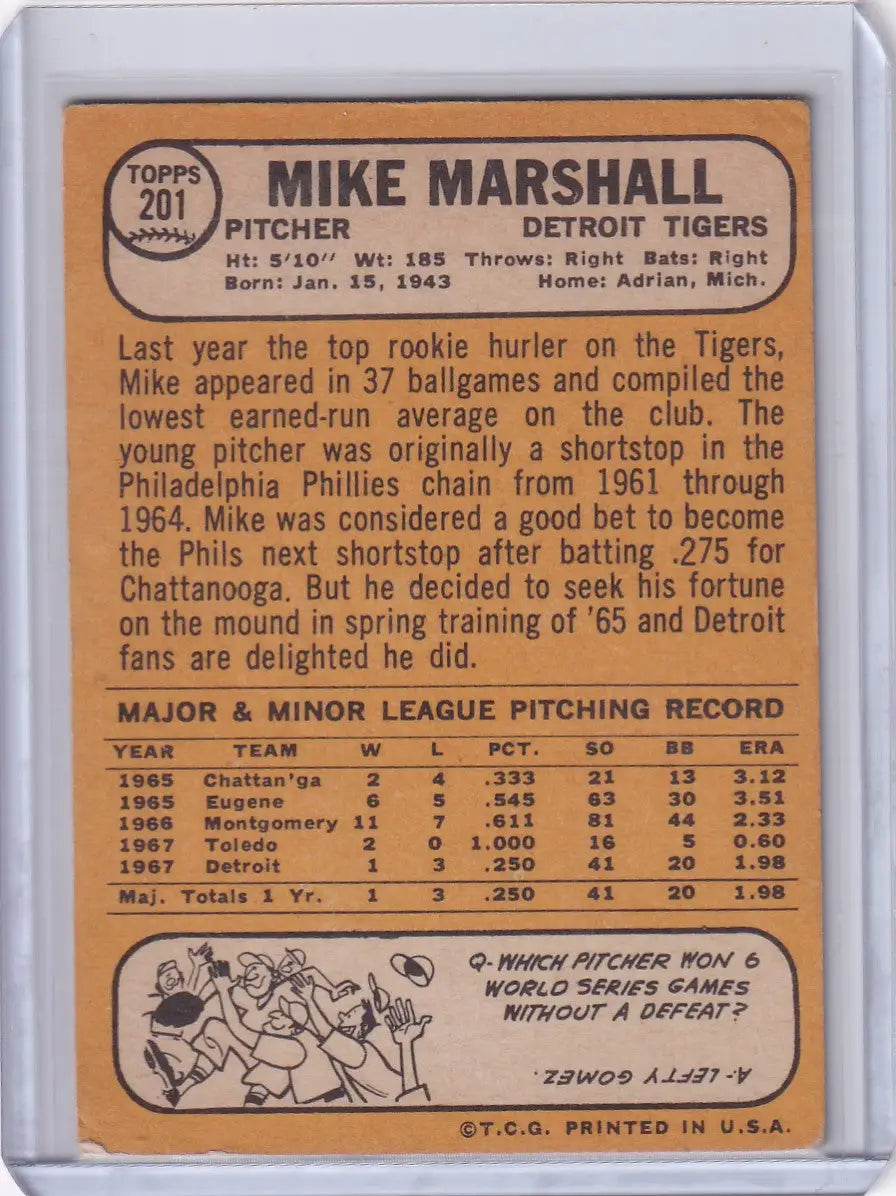 TOPPS
201
MIKE MARSHALL
PITCHER DETROIT TIGERS
Ht: 5'10" Wt: 185 Throws: Right Bats: Right
Born: Jan. 15, 1943 Home: Adrian, Mich.
Last year the top rookie hurler on the Tigers,
Mike appeared in 37 ballgames and compiled the
lowest earned-run average on the club. The
young pitcher was originally a shortstop in the
Philadelphia Phillies chain from 1961 through
1964. Mike was considered a good bet to become
the Phils next shortstop after batting .275 for
Chattanooga. But he decided to seek his fortune
on the mound in spring training of '65 and Detroit
fans are delighted he did.
MAJOR & MINOR LEAGUE PITCHING RECORD
YEAR TEAM W L PCT. SO BB ERA
1965 Chattan'ga 2 4 .333 21 13 3.12
1965 Eugene 6 5 .545 63 30 3.51
1966 Montgomery 11 7 .611 81 44 2.33
1967 Toledo 2 0 1.000 16 5 0.60
1967 Detroit 1 3 .250 41 20 1.98
Maj. Totals 1 Yr. 1 3 .250 41 20 1.98
Q-WHICH PITCHER WON 6
WORLD SERIES GAMES
WITHOUT A DEFEAT?
A-LEFTY GOMEZ.
©T.C.G. PRINTED IN U.S.A.